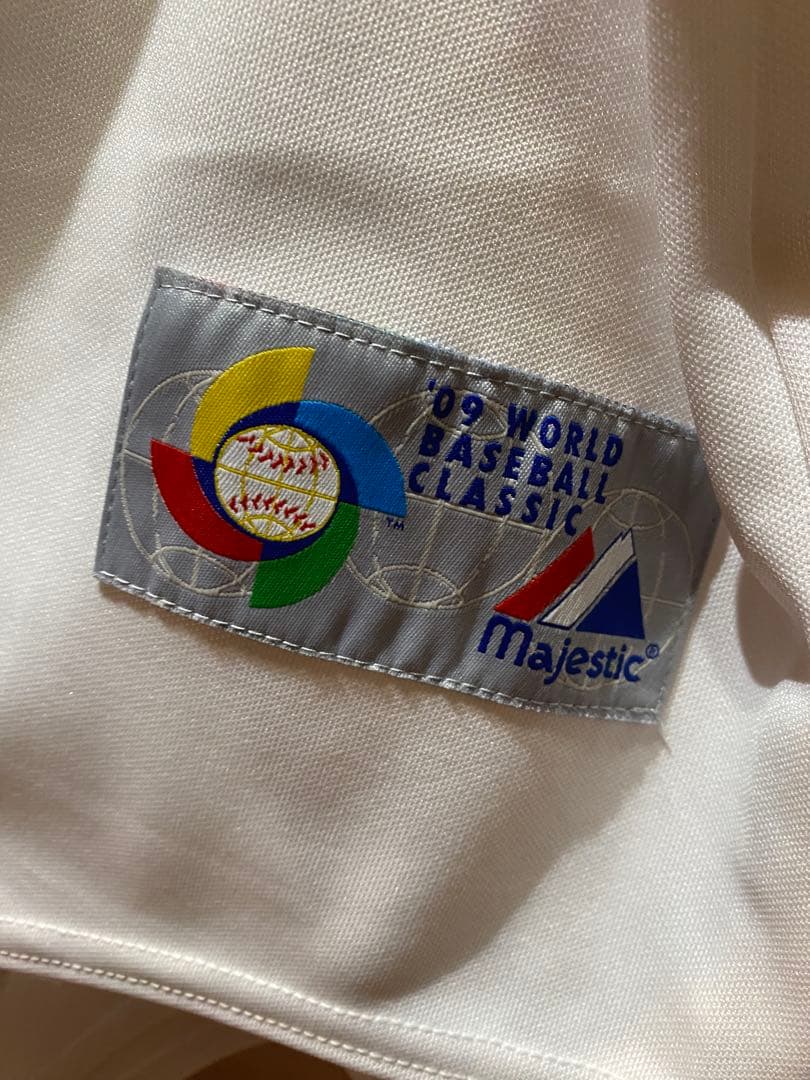 '09 WORLD
BASEBALL
CLASSIC
TM
Majestic®